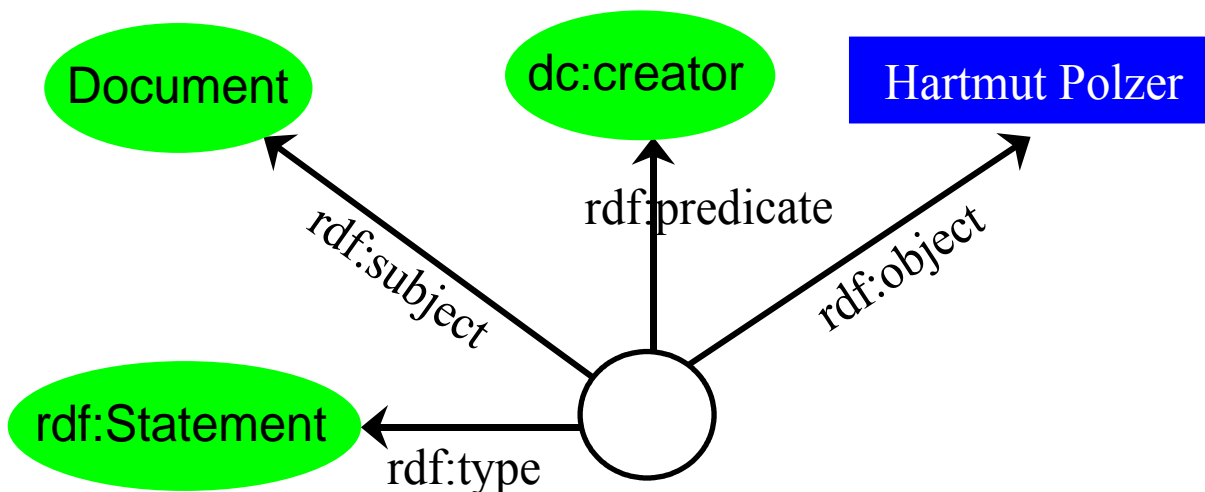 Document
dc:creator
Hartmut Polzer
rdf:subject
rdf:predicate
rdf:object
rdf:Statement
rdf:type